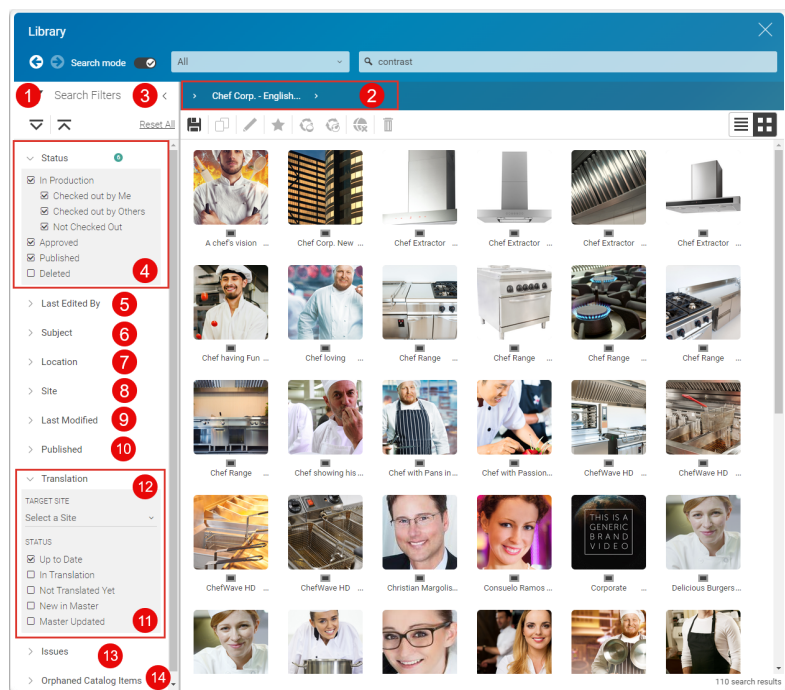 Library
Search mode
All
contrast
1
Search Filters
3
Chef Corp. - English...
2
Reset All
Status
6
In Production
Checked out by Me
Checked out by Others
Not Checked Out
Approved
Published
Deleted
4
Last Edited By
5
Subject
6
Location
7
Site
8
Last Modified
9
Published
10
Translation
12
TARGET SITE
Select a Site
STATUS
Up to Date
In Translation
Not Translated Yet
New in Master
Master Updated
11
Issues
13
Orphaned Catalog Items
14
A chef's vision ...
Chef Corp. New ...
Chef Extractor ...
Chef Extractor ...
Chef Extractor ...
Chef Extractor ...
Chef having Fun ...
Chef loving ...
Chef Range ...
Chef Range ...
Chef Range ...
Chef Range ...
Chef Range ...
Chef showing his ...
Chef with Pans in ...
Chef with Passion...
ChefWave HD ...
ChefWave HD ...
THIS IS A
GENERIC
BRAND
VIDEO
ChefWave HD ...
ChefWave HD ...
Christian Margolis...
Consuelo Ramos ...
Corporate ...
Delicious Burgers...
110 search results